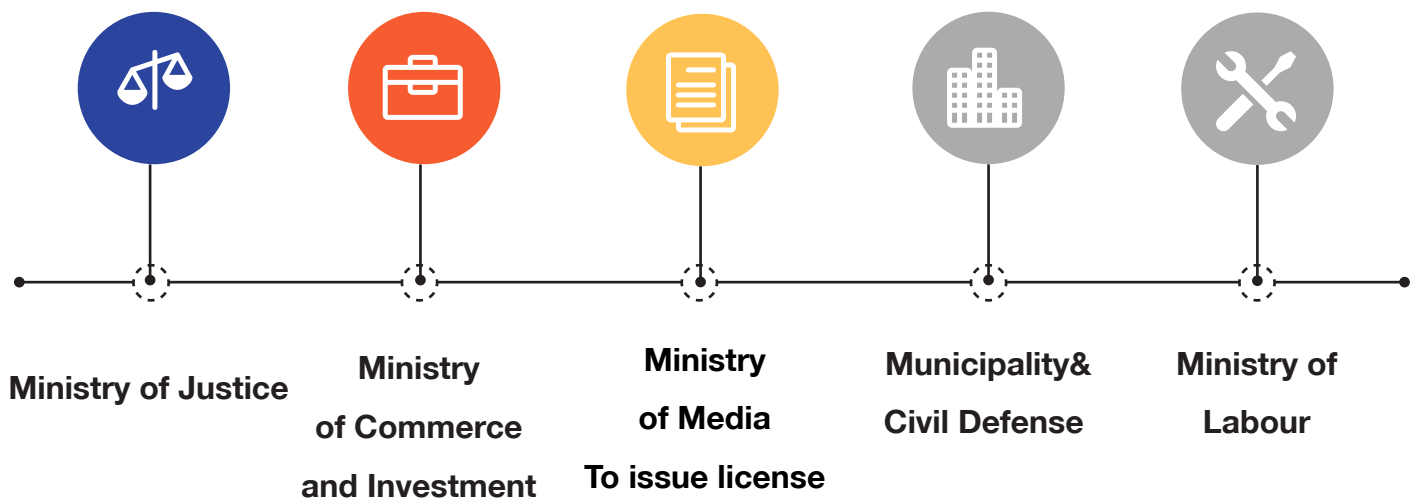 Ministry of Justice
Ministry
of Commerce
and Investment
Ministry
of Media
To issue license
Municipality&
Civil Defense
Ministry of
Labour